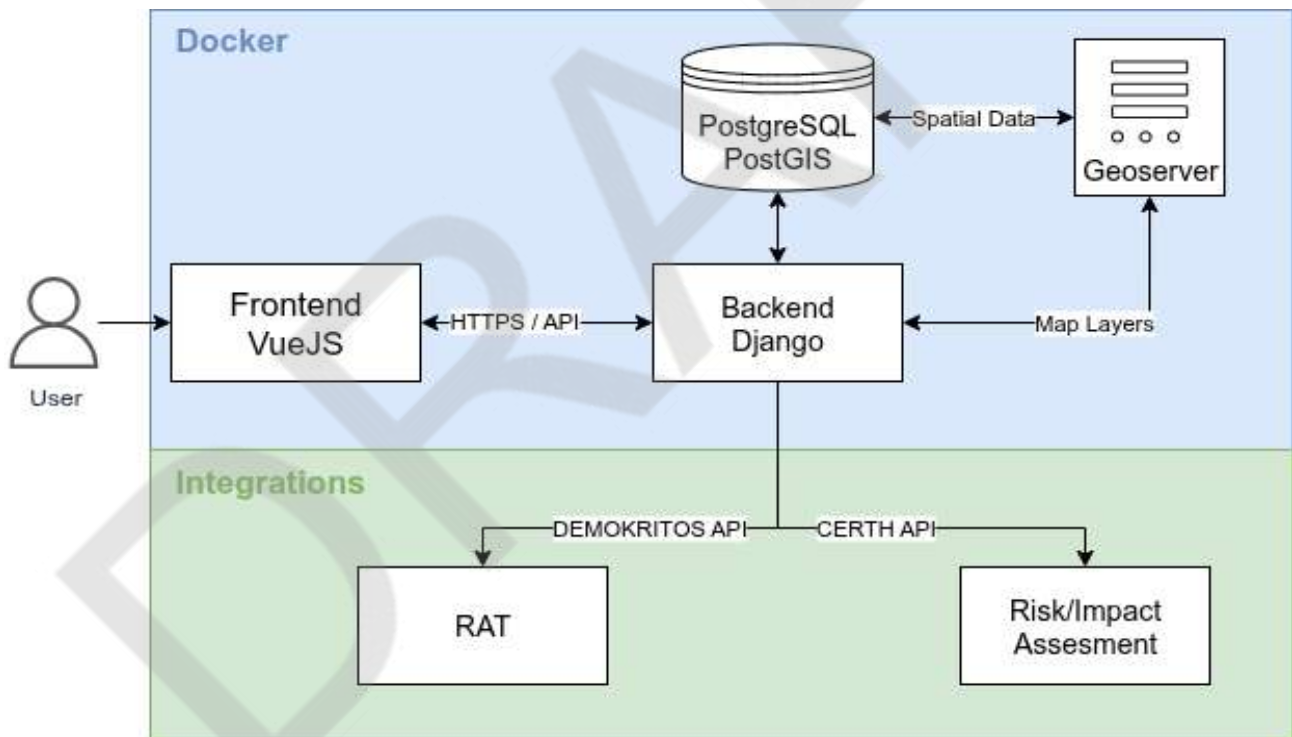 Docker
PostgreSQL
PostGIS
Spatial Data
Geoserver
Frontend
VueJS
HTTPS / API
Backend
Django
Map Layers
User
Integrations
DEMOKRITOS API
CERTH API
RAT
Risk/Impact
Assesment
DRAF